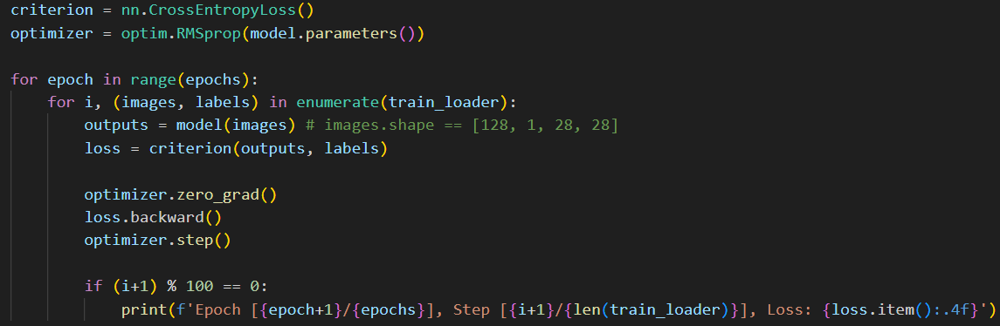 criterion = nn.CrossEntropyLoss()
optimizer = optim.RMSprop(model.parameters())
for epoch in range(epochs):
    for i, (images, labels) in enumerate(train_loader):
        outputs = model(images) # images.shape == [128, 1, 28, 28]
        loss = criterion(outputs, labels)
        optimizer.zero_grad()
        loss.backward()
        optimizer.step()
        if (i+1) % 100 == 0:
            print(f'Epoch [{epoch+1}/{epochs}], Step [{i+1}/{len(train_loader)}], Loss: {loss.item():.4f}')